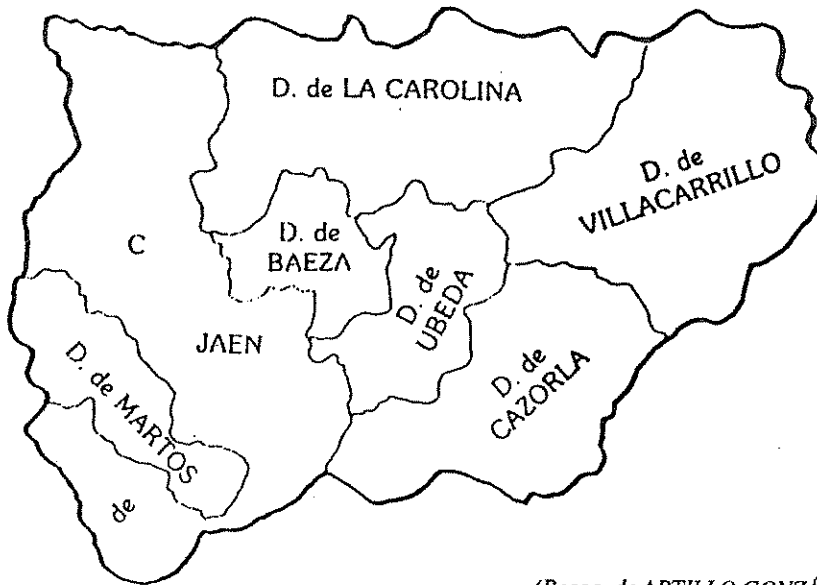 D. de LA CAROLINA
D. de
VILLACARRILLO
C
D. de
BAEZA
D. de
UBEDA
JAEN
D. de
CAZORLA
D. de MARTOS
de